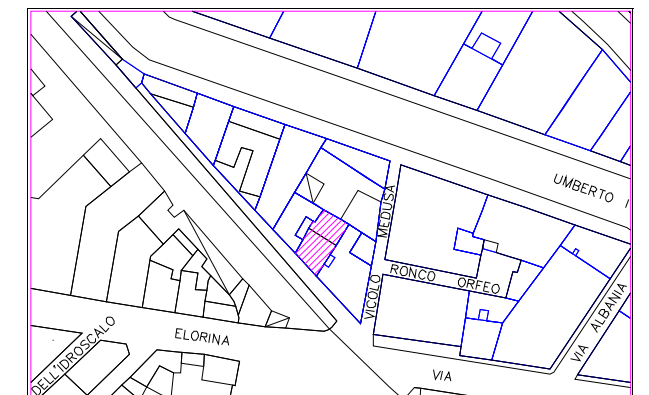 UMBERTO I
MEDUSA
VICOLO
RONCO ORFEO
VIA ALBANIA
ELORINA
DELL'IDROSCALO
VIA